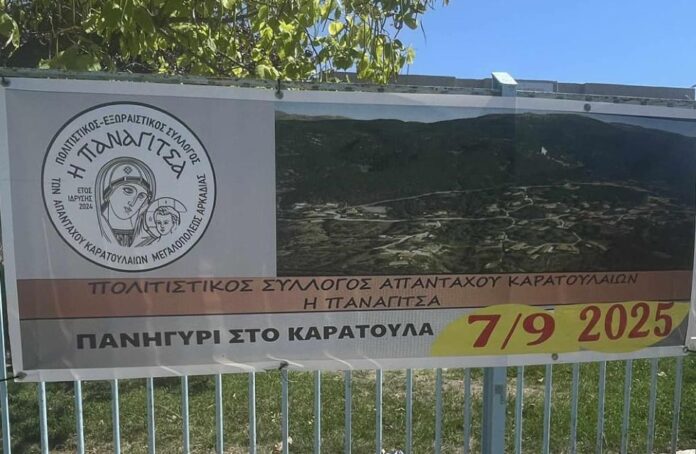 ΠΟΛΙΤΙΣΤΙΚΟΣ-ΕΞΩΡΑΙΣΤΙΚΟΣ ΣΥΛΛΟΓΟΣ
Η ΠΑΝΑΓΙΤΣΑ
ΕΤΟΣ
ΙΔΡΥΣΗΣ
2024
ΤΩΝ ΑΠΑΝΤΑΧΟΥ ΚΑΡΑΤΟΥΛΑΙΩΝ ΜΕΓΑΛΟΠΟΛΕΩΣ ΑΡΚΑΔΙΑΣ
ΠΟΛΙΤΙΣΤΙΚΟΣ ΣΥΛΛΟΓΟΣ ΑΠΑΝΤΑΧΟΥ ΚΑΡΑΤΟΥΛΑΙΩΝ
Η ΠΑΝΑΓΙΤΣΑ
ΠΑΝΗΓΥΡΙ ΣΤΟ ΚΑΡΑΤΟΥΛΑ 7/9 2025